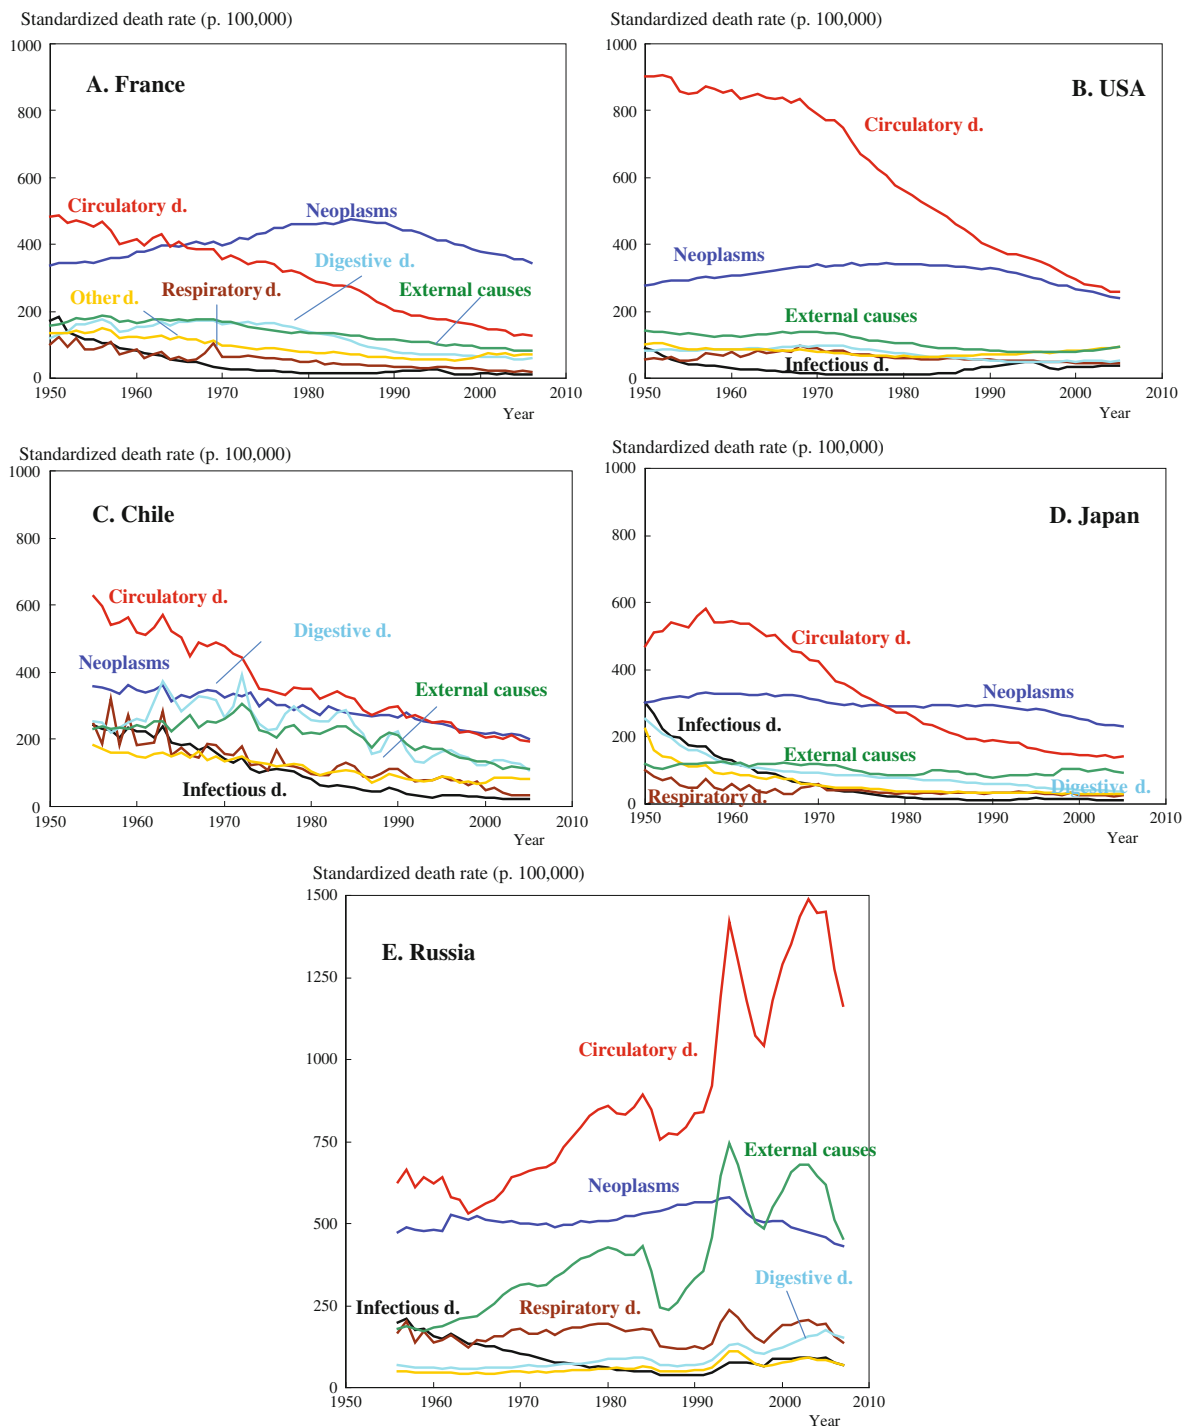 Standardized death rate (p. 100,000)
1000
800
600
400
200
0
A. France
Circulatory d.
Neoplasms
Digestive d.
Other d.
Respiratory d.
External causes
1950 1960 1970 1980 1990 2000 2010
Year
Standardized death rate (p. 100,000)
1000
800
600
400
200
0
B. USA
Circulatory d.
Neoplasms
External causes
Infectious d.
1950 1960 1970 1980 1990 2000 2010
Year
Standardized death rate (p. 100,000)
1000
800
600
400
200
0
C. Chile
Circulatory d.
Digestive d.
Neoplasms
External causes
Infectious d.
1950 1960 1970 1980 1990 2000 2010
Year
Standardized death rate (p. 100,000)
1000
800
600
400
200
0
D. Japan
Circulatory d.
Neoplasms
Infectious d.
External causes
Digestive d.
Respiratory d.
1950 1960 1970 1980 1990 2000 2010
Year
Standardized death rate (p. 100,000)
1500
1250
1000
750
500
250
0
E. Russia
Circulatory d.
External causes
Neoplasms
Digestive d.
Infectious d.
Respiratory d.
1950 1960 1970 1980 1990 2000 2010
Year